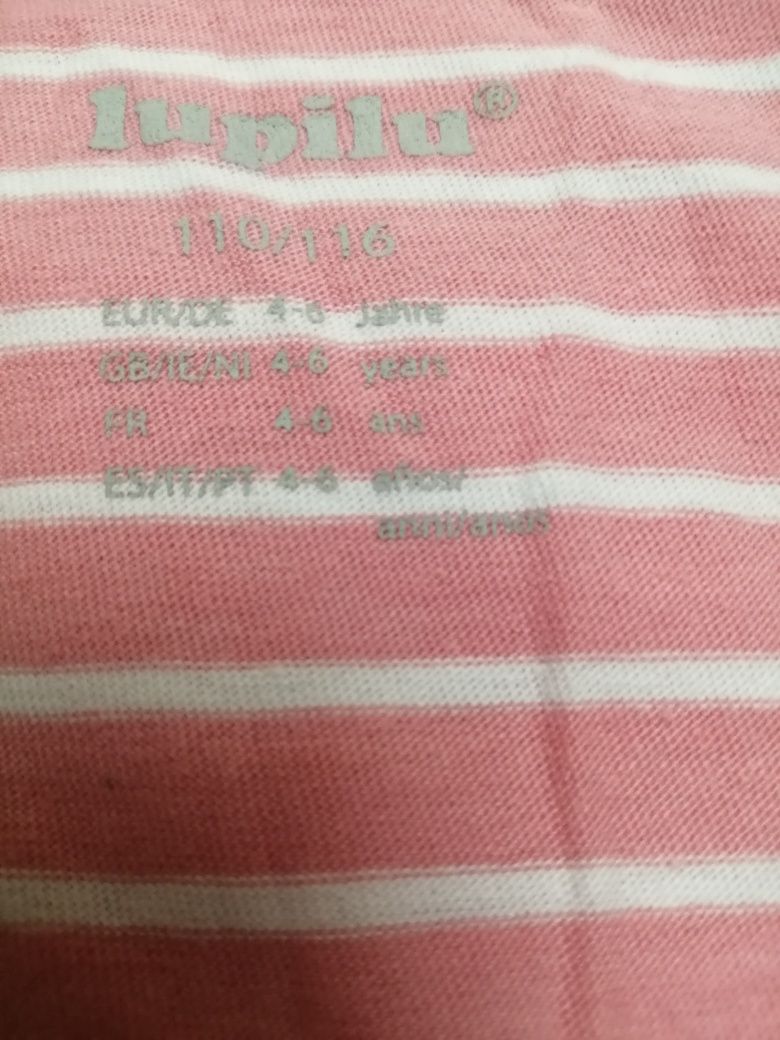 lupilu®
110/116
EUR/DE 4-6 Jahre
GB/IE/NI 4-6 years
FR 4-6 ans
ES/IT/PT 4-6 años/
anni/anos